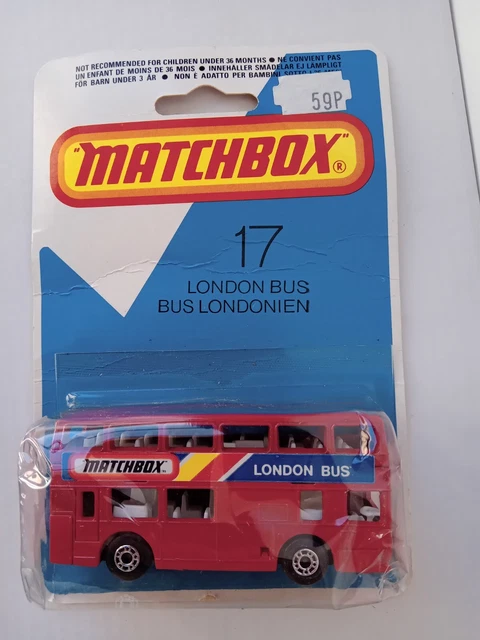 NOT RECOMMENDED FOR CHILDREN UNDER 36 MONTHS ● NE CONVIENT PAS
UN ENFANT DE MOINS DE 36 MOIS ● INNEHÅLLER SMÅDELAR EJ LÄMPLIGT
FÖR BARN UNDER 3 ÅR ● NON È ADATTO PER BAMBINI SOTTO I
59P
"MATCHBOX"®
17
LONDON BUS
BUS LONDONIEN
MATCHBOX
LONDON BUS